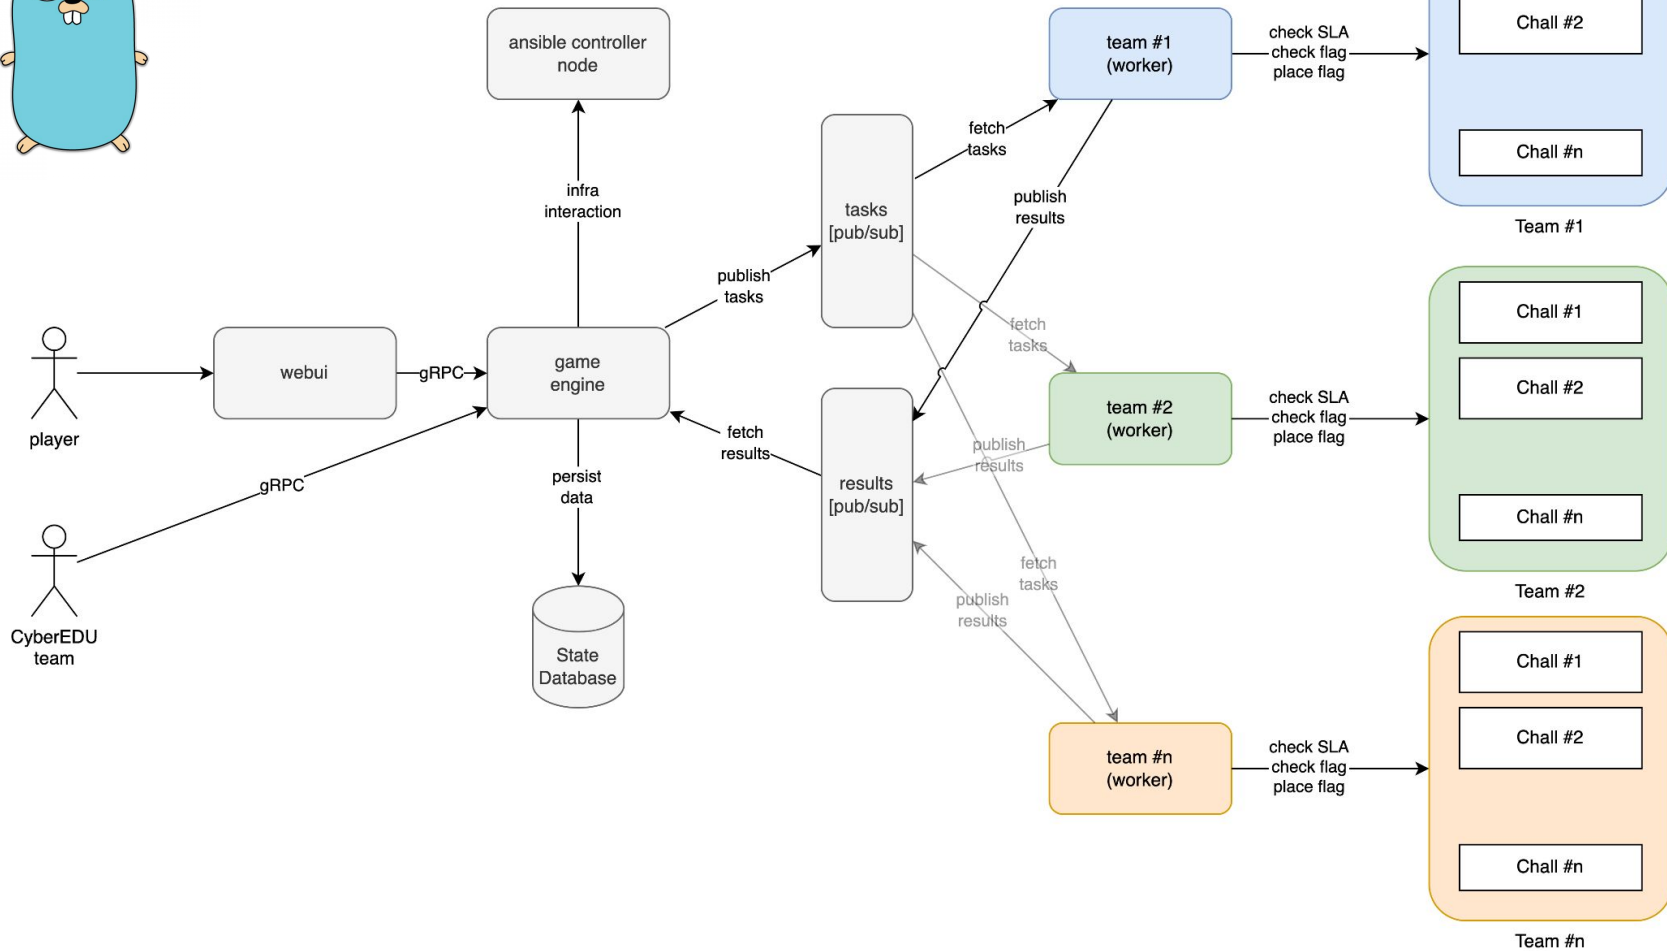 ansible controller
node
team #1
(worker)
check SLA
check flag
place flag
Chall #2
Chall #n
Team #1
fetch
tasks
infra
interaction
tasks
[pub/sub]
publish
results
publish
tasks
fetch
tasks
player
webui
gRPC
game
engine
gRPC
CyberEDU
team
persist
data
State
Database
fetch
results
results
[pub/sub]
publish
results
team #2
(worker)
check SLA
check flag
place flag
Chall #1
Chall #2
Chall #n
Team #2
fetch
tasks
publish
results
team #n
(worker)
check SLA
check flag
place flag
Chall #1
Chall #2
Chall #n
Team #n